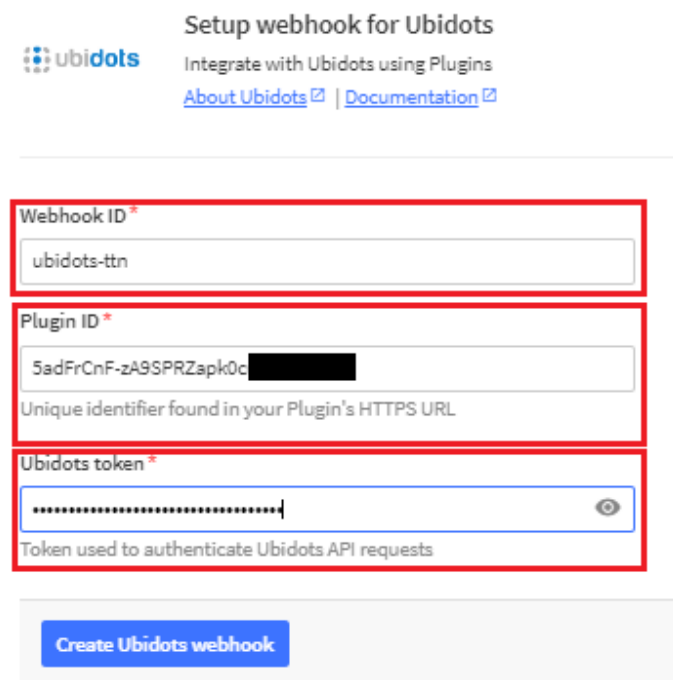 Setup webhook for Ubidots
ubidots
Integrate with Ubidots using Plugins
About Ubidots | Documentation
Webhook ID*
ubidots-ttn
Plugin ID*
5adFrCnF-zA9SPRZapk0c
Unique identifier found in your Plugin's HTTPS URL
Ubidots token*
••••••••••••••••••••••••••••••••••
Token used to authenticate Ubidots API requests
Create Ubidots webhook